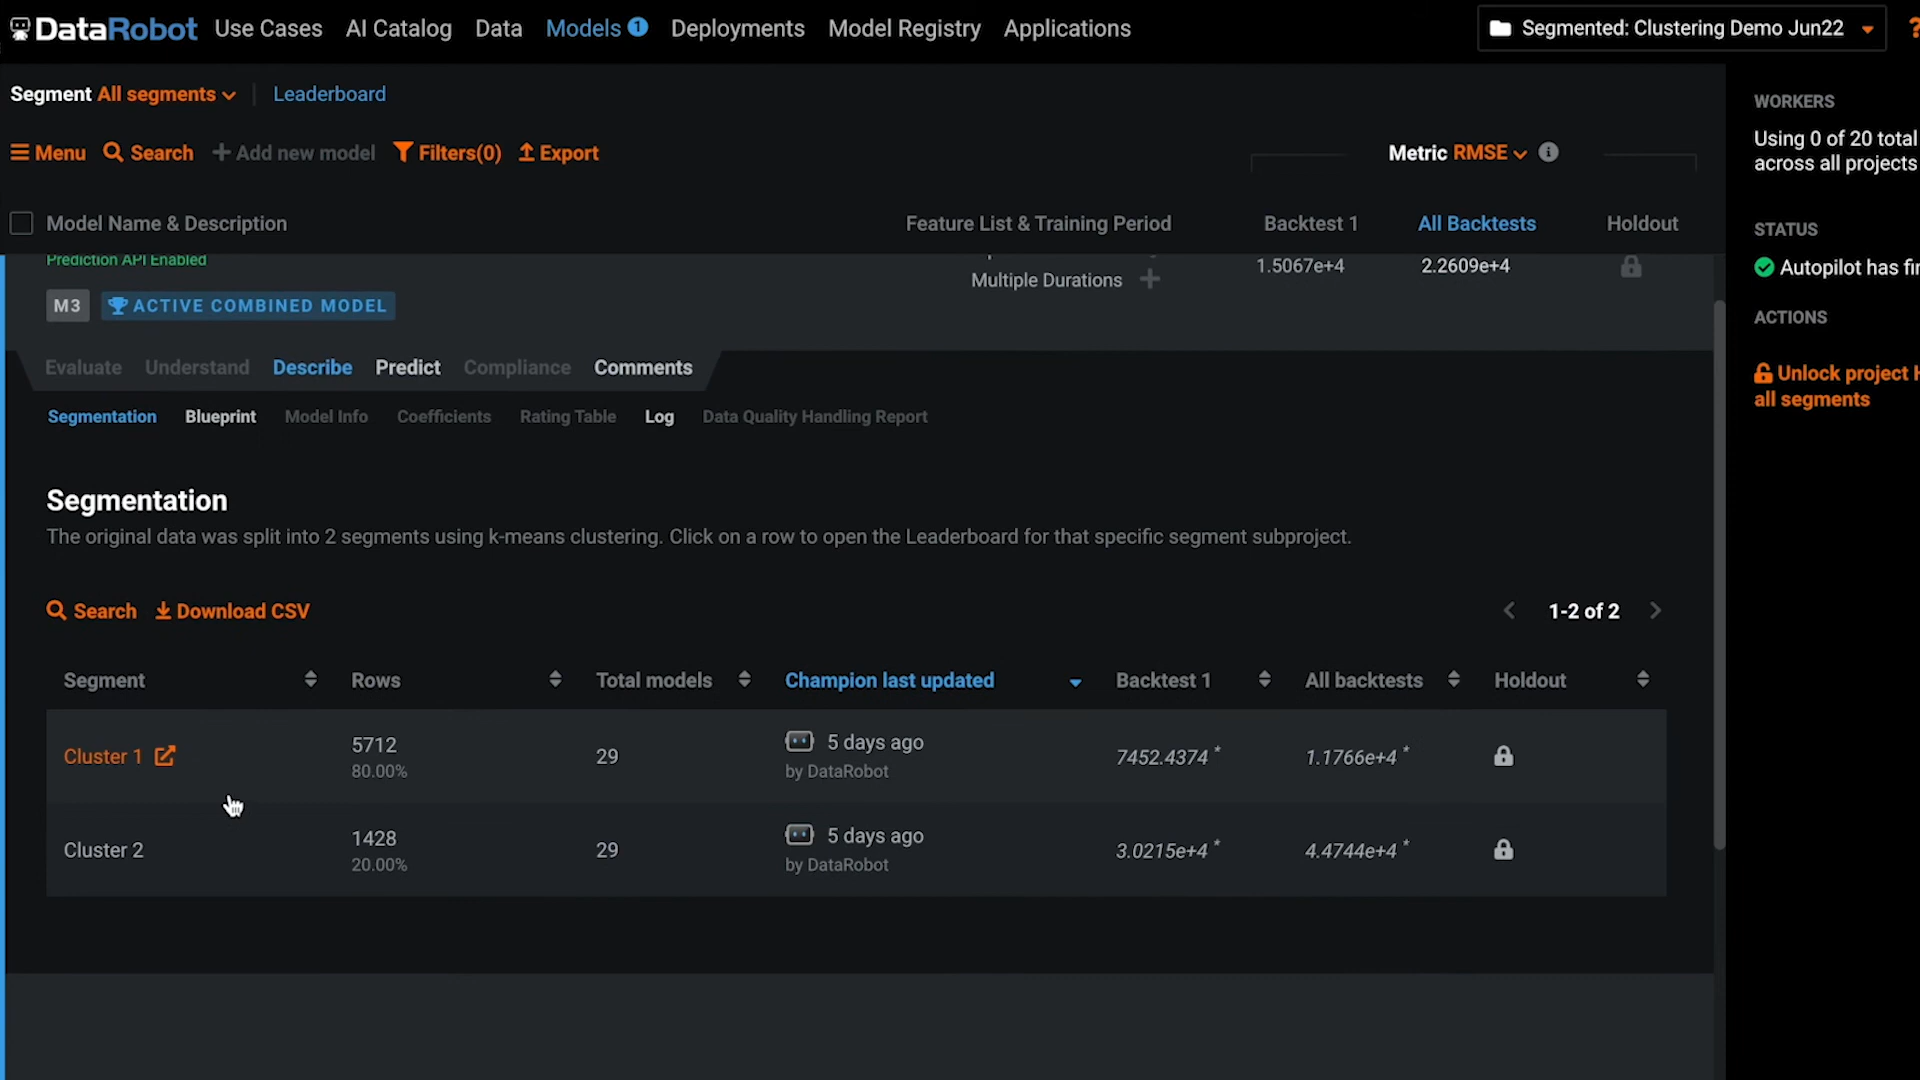 DataRobot Use Cases AI Catalog Data Models 1 Deployments Model Registry Applications Segmented: Clustering Demo Jun22 ?
Segment All segments Leaderboard
Menu Search + Add new model Filters(0) Export Metric RMSE i
Model Name & Description Feature List & Training Period Backtest 1 All Backtests Holdout
Prediction API Enabled
Multiple Durations + 1.5067e+4 2.2609e+4
M3 ACTIVE COMBINED MODEL
Evaluate Understand Describe Predict Compliance Comments
Segmentation Blueprint Model Info Coefficients Rating Table Log Data Quality Handling Report
Segmentation
The original data was split into 2 segments using k-means clustering. Click on a row to open the Leaderboard for that specific segment subproject.
Search Download CSV 1-2 of 2
Segment Rows Total models Champion last updated Backtest 1 All backtests Holdout
Cluster 1 5712 29 5 days ago 7452.4374 * 1.1766e+4 *
80.00% by DataRobot
Cluster 2 1428 29 5 days ago 3.0215e+4 * 4.4744e+4 *
20.00% by DataRobot
WORKERS
Using 0 of 20 total
across all projects
STATUS
Autopilot has fi
ACTIONS
Unlock project H
all segments